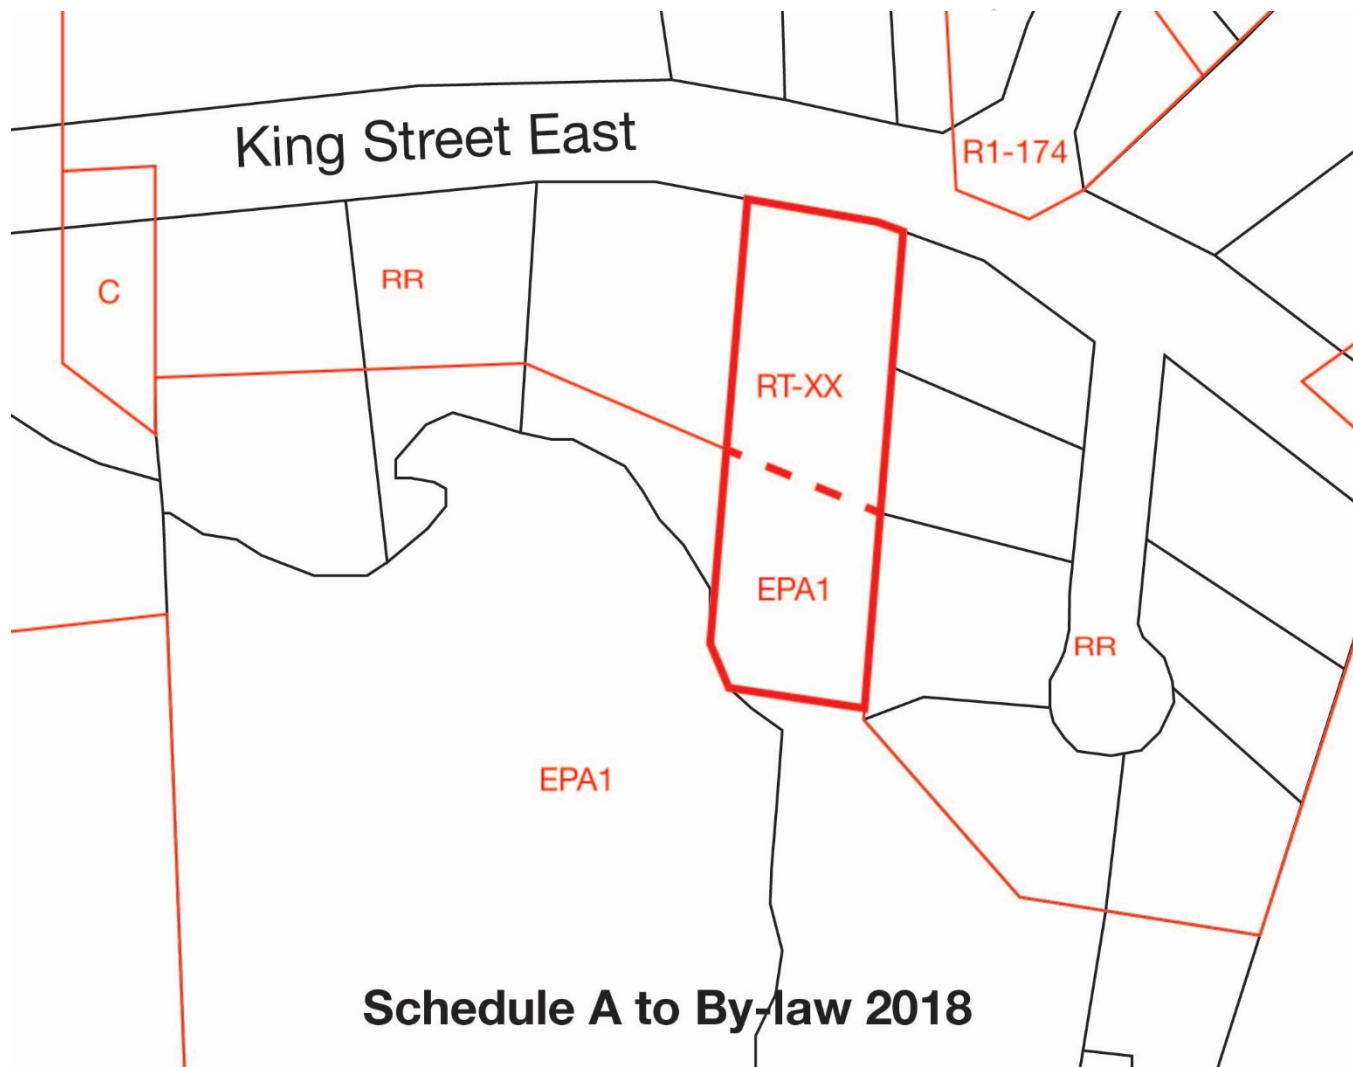 King Street East
R1-174
C
RR
RT-XX
EPA1
RR
EPA1
Schedule A to By-law 2018